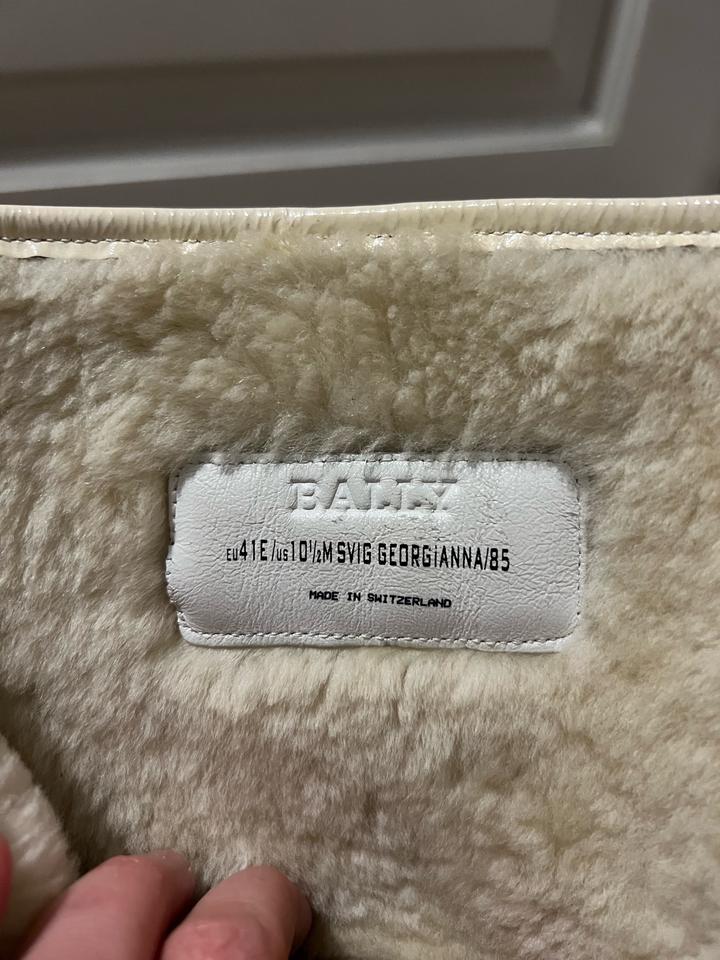 BALLY
EU41E/US10½M SVIG GEORGIANNA/85
MADE IN SWITZERLAND